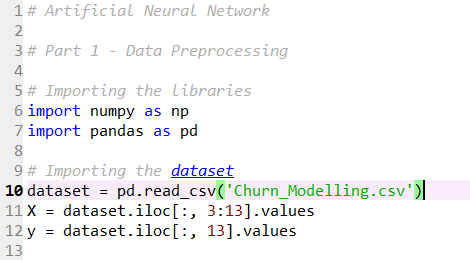 1 # Artificial Neural Network
2
3 # Part 1 - Data Preprocessing
4
5 # Importing the libraries
6 import numpy as np
7 import pandas as pd
8
9 # Importing the dataset
10 dataset = pd.read_csv('Churn_Modelling.csv')
11 X = dataset.iloc[:, 3:13].values
12 y = dataset.iloc[:, 13].values
13